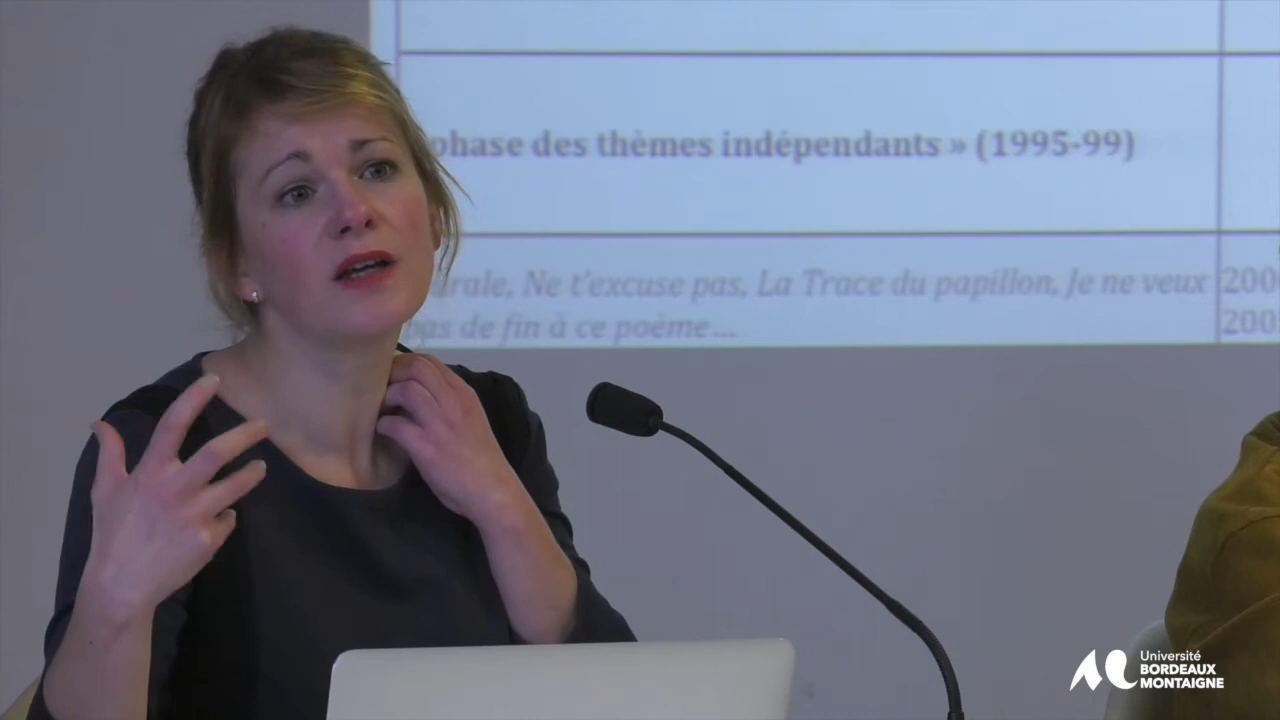 phase des thèmes indépendants » (1995-99)
rale, Ne t'excuse pas, La Trace du papillon, Je ne veux
pas de fin à ce poème...
200
200
Université
BORDEAUX
MONTAIGNE